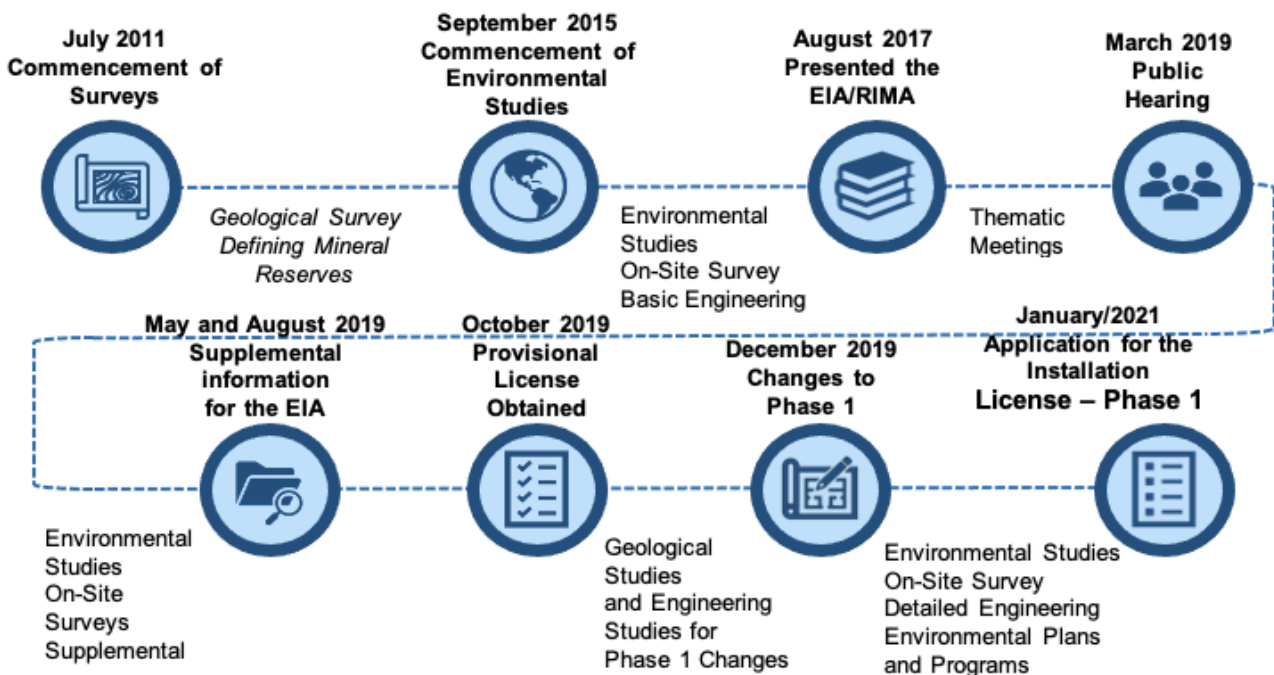 July 2011
Commencement of
Surveys
September 2015
Commencement of
Environmental
Studies
August 2017
Presented the
EIA/RIMA
March 2019
Public
Hearing
Geological Survey
Defining Mineral
Reserves
Environmental
Studies
On-Site Survey
Basic Engineering
Thematic
Meetings
May and August 2019
Supplemental
information
for the EIA
October 2019
Provisional
License
Obtained
December 2019
Changes to
Phase 1
January/2021
Application for the
Installation
License – Phase 1
Environmental
Studies
On-Site
Surveys
Supplemental
Geological
Studies
and Engineering
Studies for
Phase 1 Changes
Environmental Studies
On-Site Survey
Detailed Engineering
Environmental Plans
and Programs